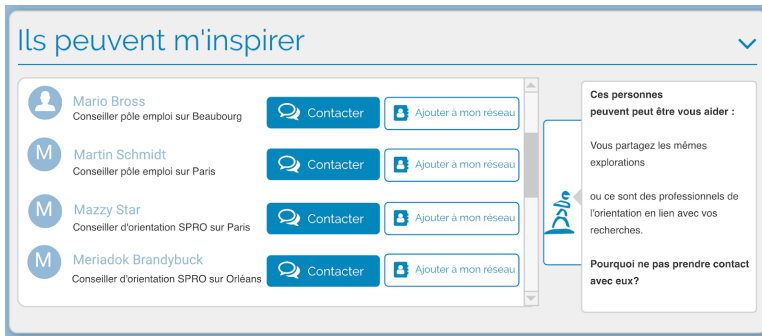 Ils peuvent m'inspirer
Mario Bross
Conseiller pôle emploi sur Beaubourg
Contacter
Ajouter à mon réseau
M
Martin Schmidt
Conseiller pôle emploi sur Paris
Contacter
Ajouter à mon réseau
M
Mazzy Star
Conseiller d'orientation SPRO sur Paris
Contacter
Ajouter à mon réseau
M
Meriadok Brandybuck
Conseiller d'orientation SPRO sur Orléans
Contacter
Ajouter à mon réseau
Ces personnes
peuvent peut être vous aider :
Vous partagez les mêmes
explorations
ou ce sont des professionnels de
l'orientation en lien avec vos
recherches.
Pourquoi ne pas prendre contact
avec eux?